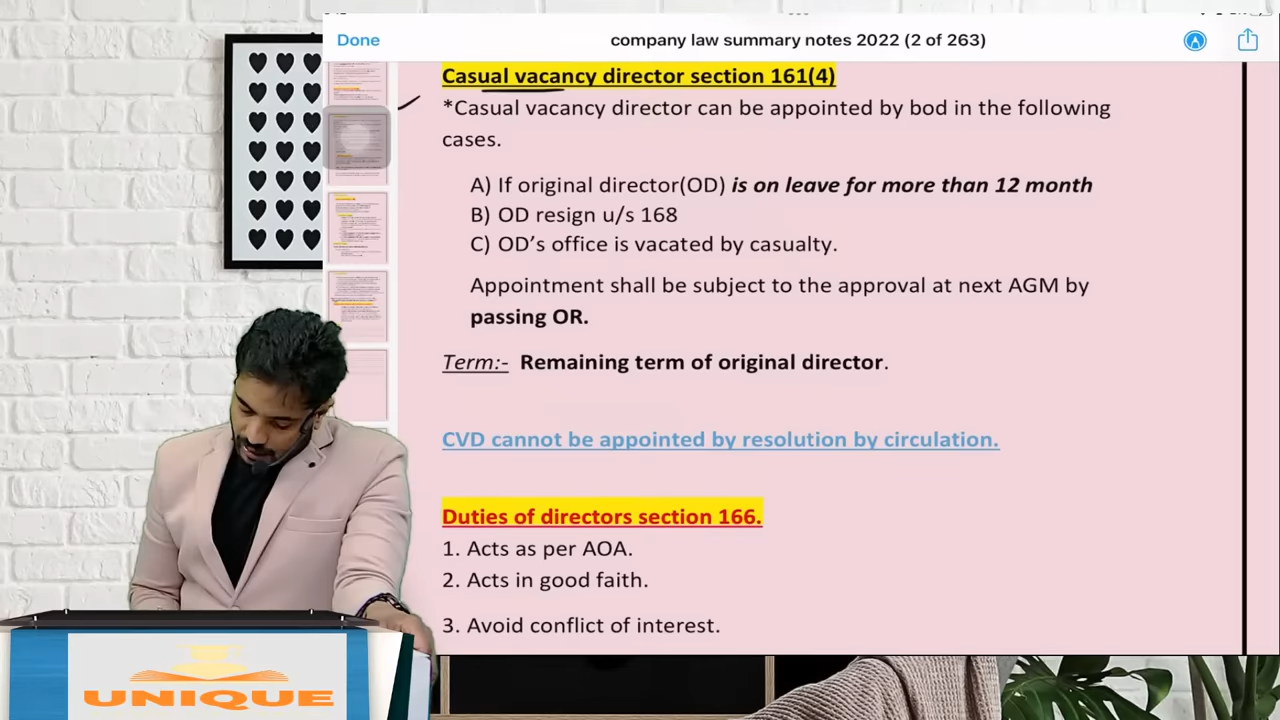 Done
company law summary notes 2022 (2 of 263)
Casual vacancy director section 161(4)
*Casual vacancy director can be appointed by bod in the following
cases.
A) If original director(OD) is on leave for more than 12 month
B) OD resign u/s 168
C) OD’s office is vacated by casualty.
Appointment shall be subject to the approval at next AGM by
passing OR.
Term:- Remaining term of original director.
CVD cannot be appointed by resolution by circulation.
Duties of directors section 166.
1. Acts as per AOA.
2. Acts in good faith.
3. Avoid conflict of interest.
UNIQUE